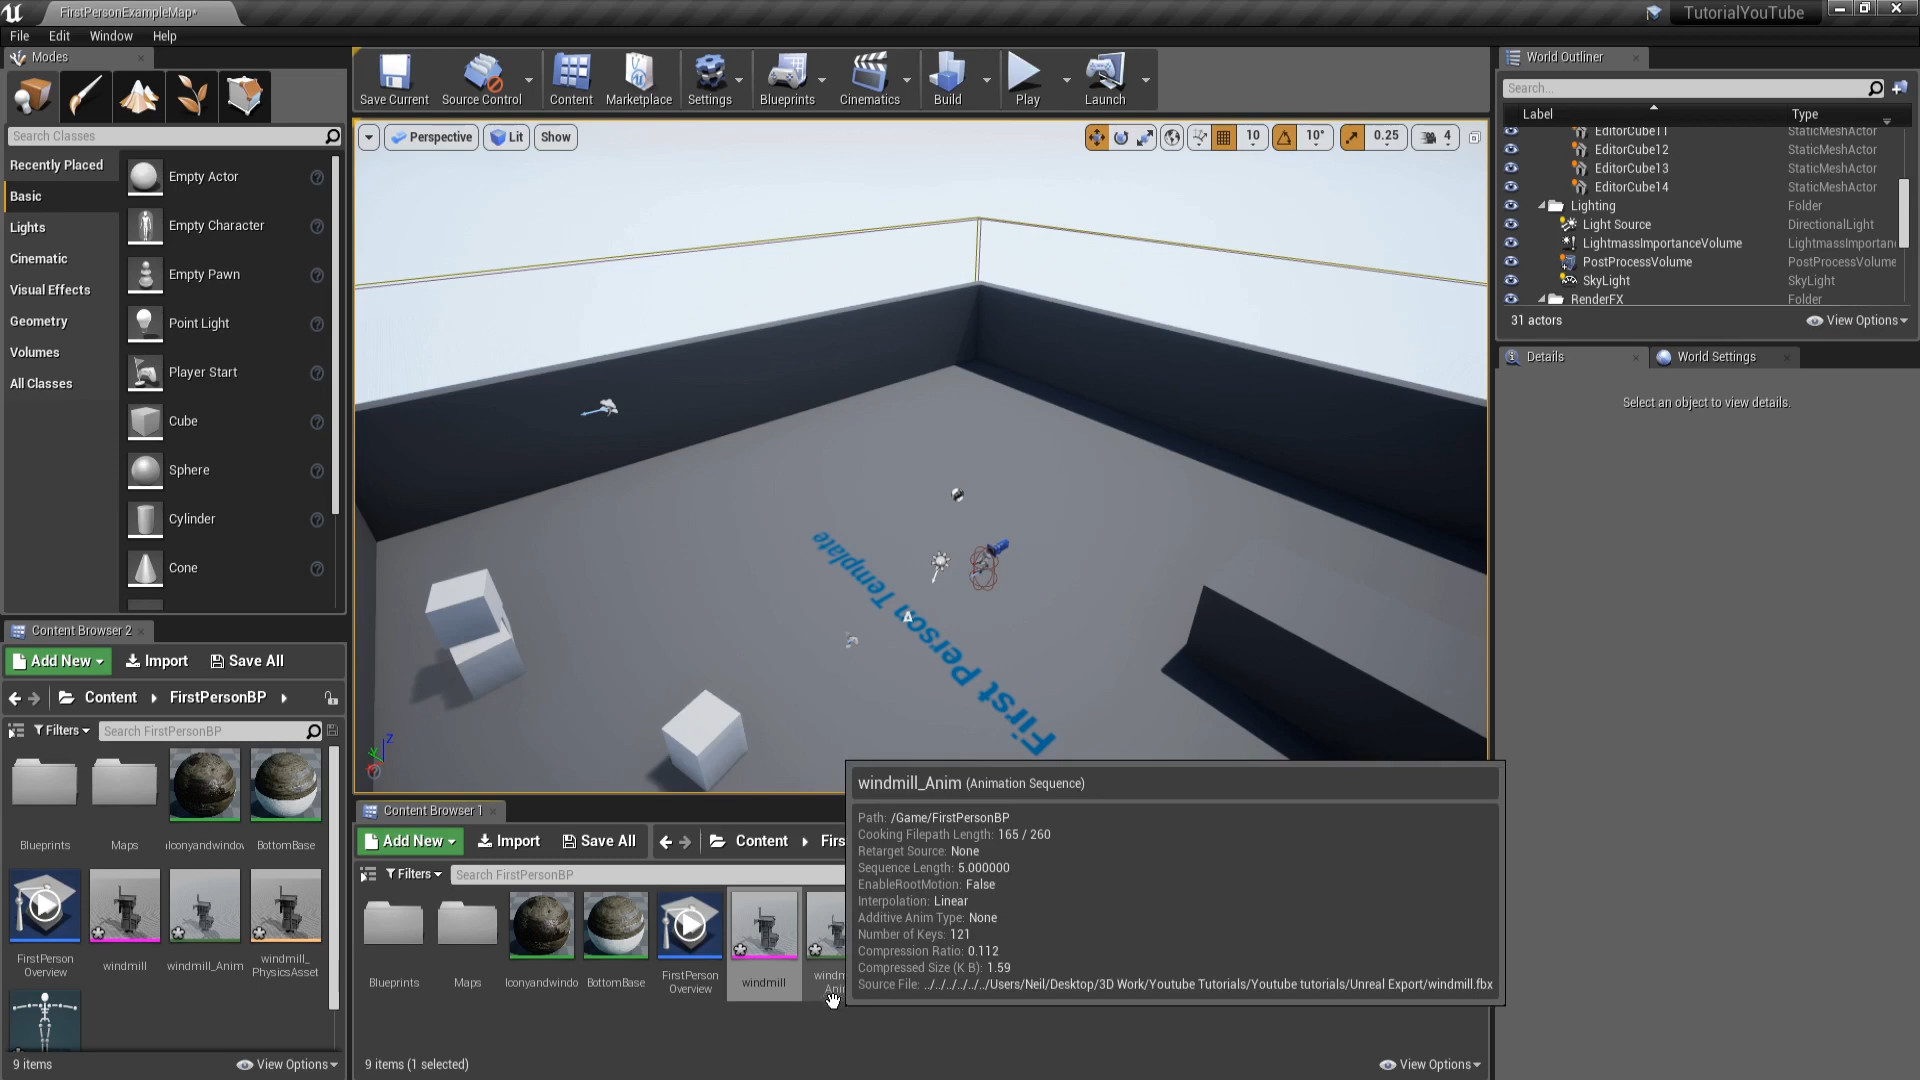 FirstPersonExampleMap*
TutorialYouTube
File Edit Window Help
Modes
Save Current
Source Control
Content
Marketplace
Settings
Blueprints
Cinematics
Build
Play
Launch
World Outliner
Search...
Label
Type
Search Classes
Recently Placed
Basic
Lights
Cinematic
Visual Effects
Geometry
Volumes
All Classes
Empty Actor
Empty Character
Empty Pawn
Point Light
Player Start
Cube
Sphere
Cylinder
Cone
Perspective
Lit
Show
10
10°
0.25
4
EditorCube11 StaticMeshActor
EditorCube12 StaticMeshActor
EditorCube13 StaticMeshActor
EditorCube14 StaticMeshActor
Lighting Folder
Light Source DirectionalLight
LightmassImportanceVolume LightmassImportan
PostProcessVolume PostProcessVolume
SkyLight SkyLight
RenderFX Folder
31 actors
View Options
Details
World Settings
Select an object to view details.
First Person Template
Z
Y
Content Browser 2
Add New
Import
Save All
Content
FirstPersonBP
Filters
Search FirstPersonBP
Blueprints
Maps
lconyandwindov
BottomBase
FirstPerson
Overview
windmill
windmill_Anim
windmill_
PhysicsAsset
9 items
View Options
Content Browser 1
Add New
Import
Save All
Content
Firs
Filters
Search FirstPersonBP
Blueprints
Maps
lconyandwindo
BottomBase
FirstPerson
Overview
windmill
windm
Anim
9 items (1 selected)
View Options
windmill_Anim (Animation Sequence)
Path: /Game/FirstPersonBP
Cooking Filepath Length: 165 / 260
Retarget Source: None
Sequence Length: 5.000000
EnableRootMotion: False
Interpolation: Linear
Additive Anim Type: None
Number of Keys: 121
Compression Ratio: 0.112
Compressed Size (K B): 1.59
Source File: ../../../../../../Users/Neil/Desktop/3D Work/Youtube Tutorials/Youtube tutorials/Unreal Export/windmill.fbx